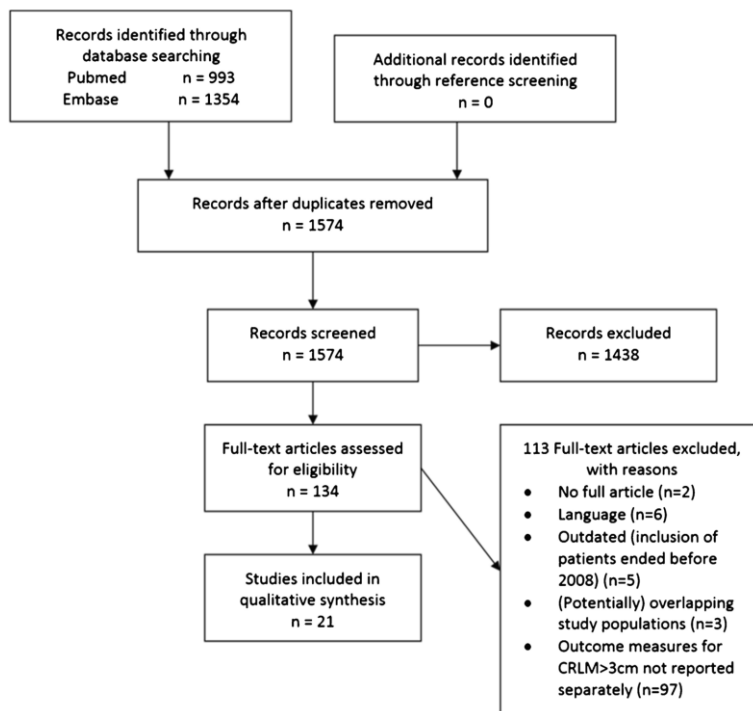 Records identified through
database searching
Pubmed n = 993
Embase n = 1354
Additional records identified
through reference screening
n = 0
Records after duplicates removed
n = 1574
Records screened
n = 1574
Records excluded
n = 1438
Full-text articles assessed
for eligibility
n = 134
113 Full-text articles excluded,
with reasons
• No full article (n=2)
• Language (n=6)
• Outdated (inclusion of
patients ended before
2008) (n=5)
• (Potentially) overlapping
study populations (n=3)
• Outcome measures for
CRLM>3cm not reported
separately (n=97)
Studies included in
qualitative synthesis
n = 21